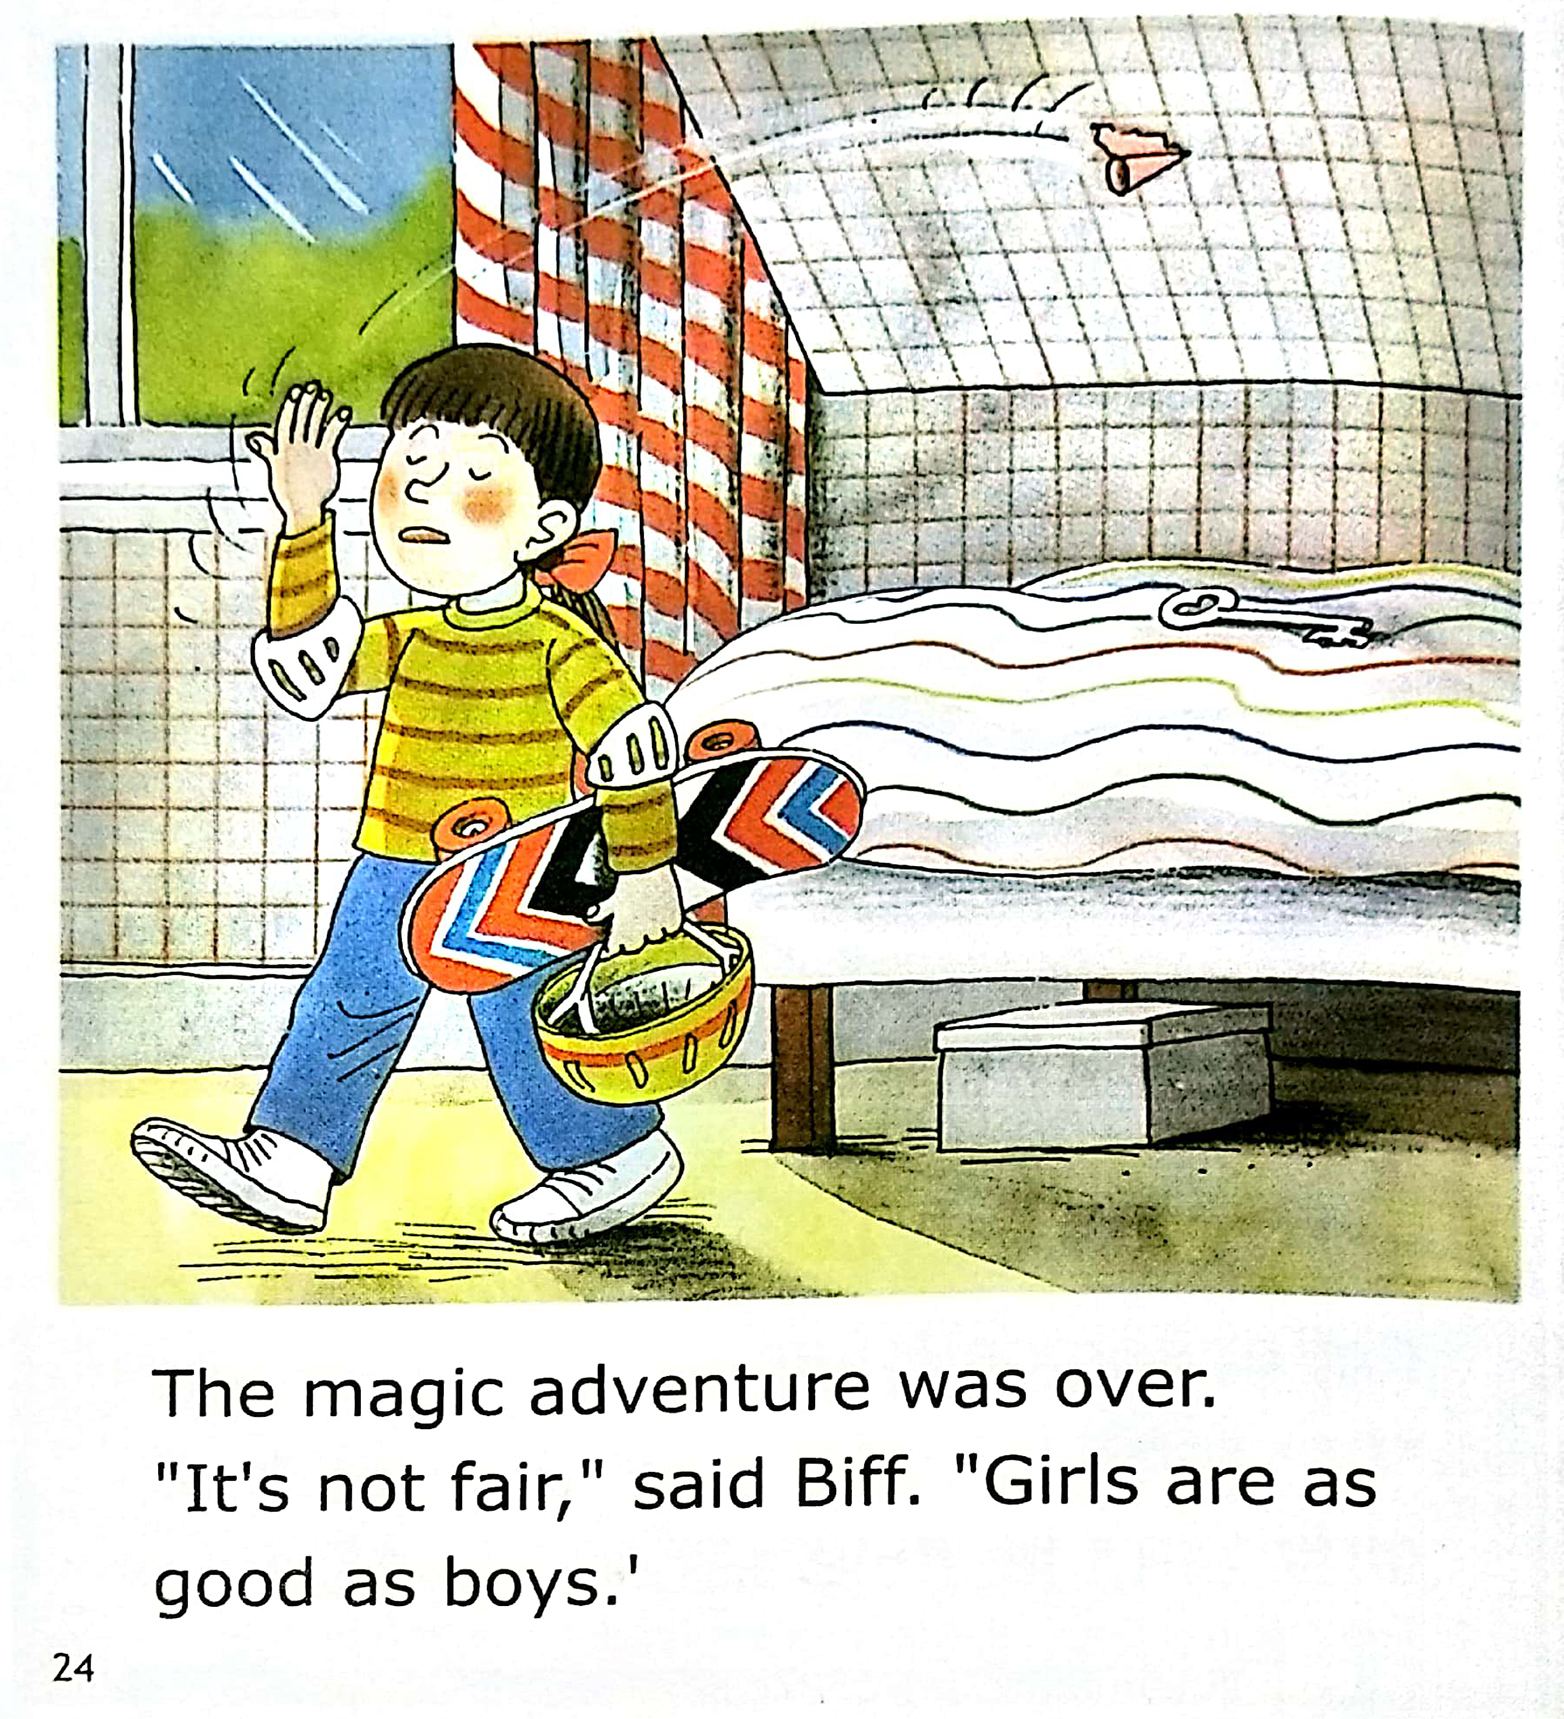 The magic adventure was over.
"It's not fair," said Biff. "Girls are as
good as boys.'
24